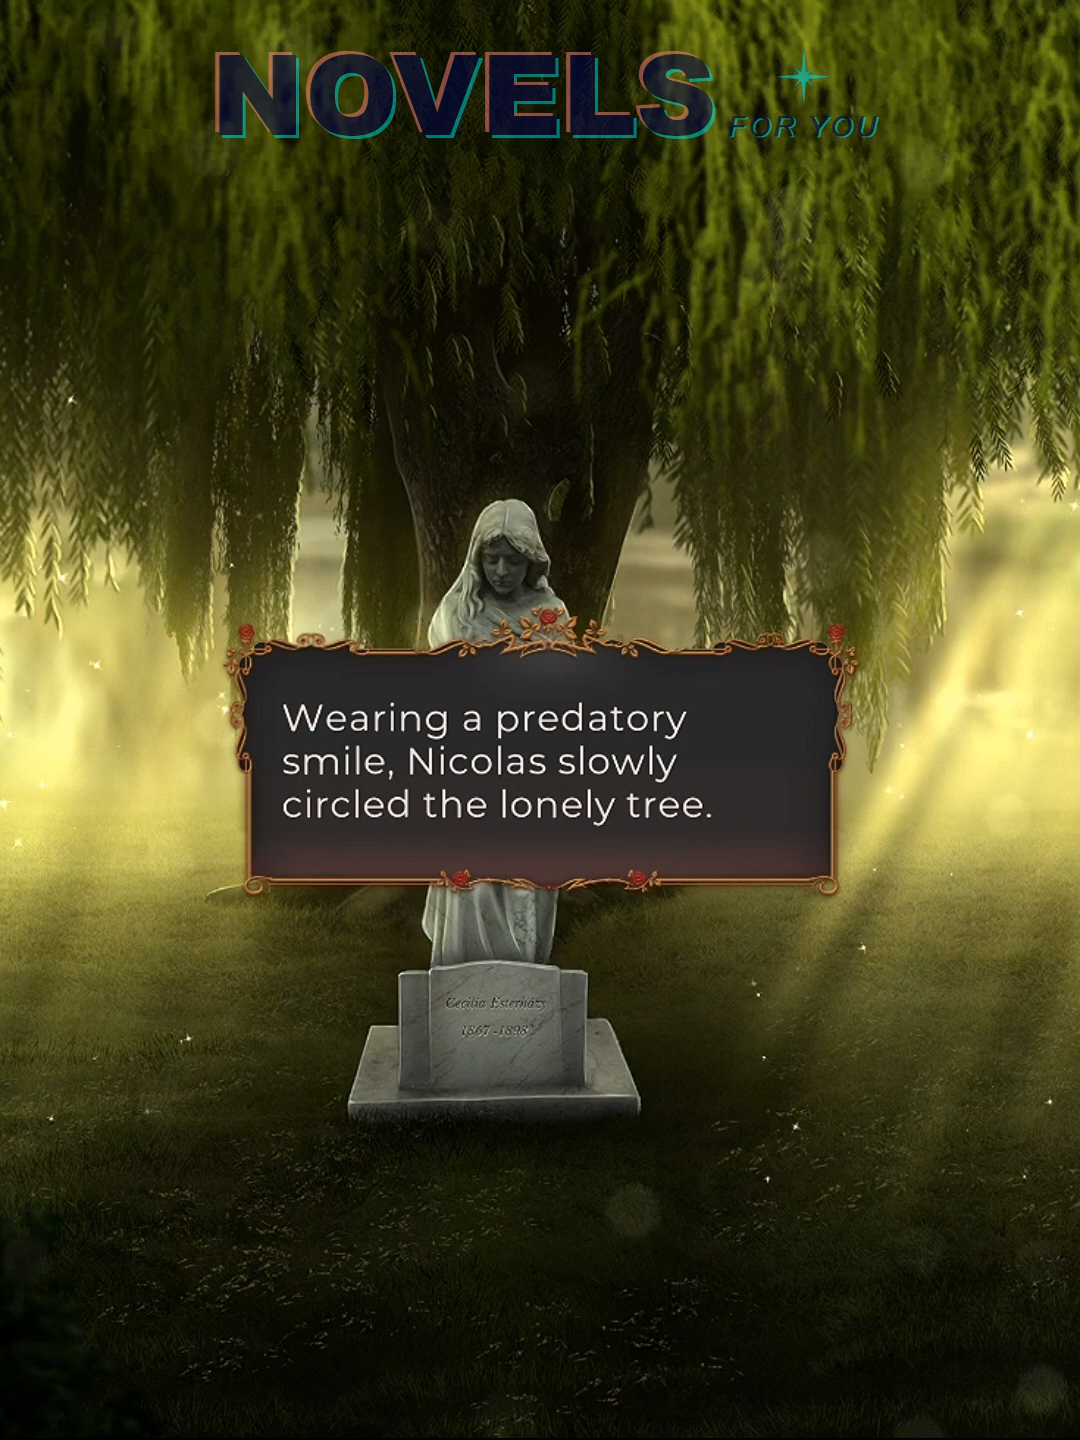 NOVELS
FOR YOU
Wearing a predatory
smile, Nicolas slowly
circled the lonely tree.
Cecilia Esterházy
1867-1898